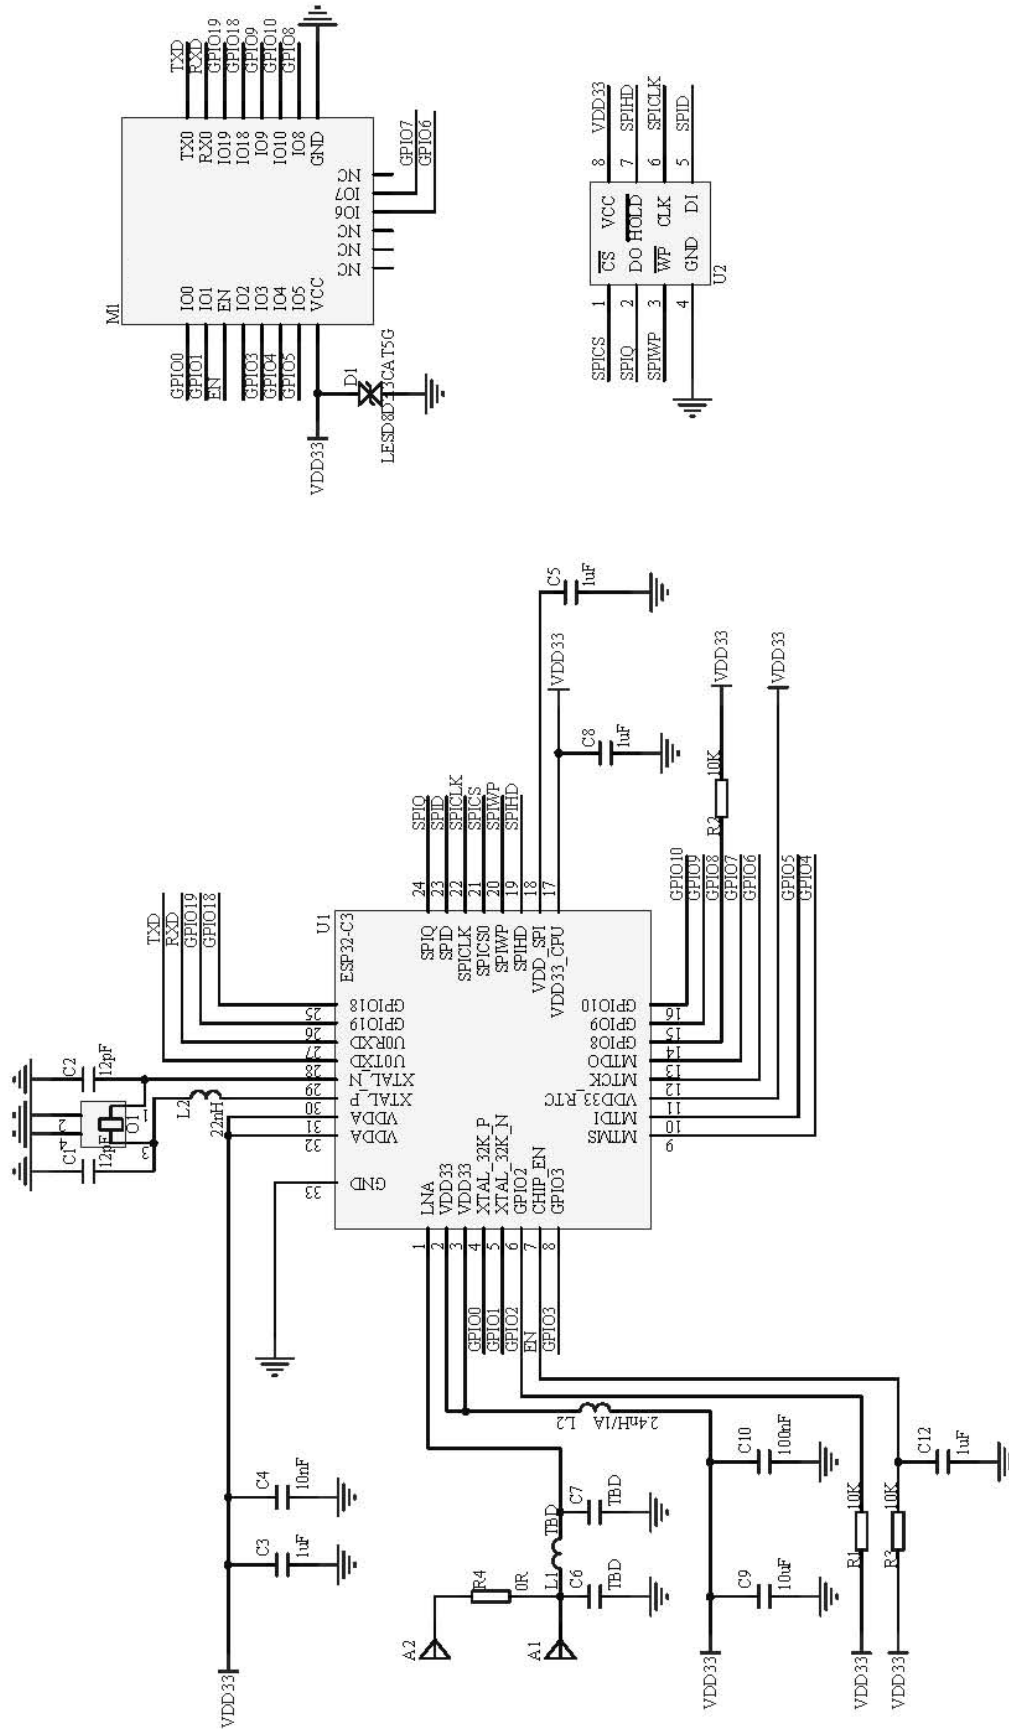 TXD
RXD
GPIO19
GPIO18
GPIO9
GPIO10
GPIO8
TX0
RX0
IO19
IO18
IO9
IO10
IO8
GND
NC
IO7
IO6
NC
NC
NC
GPIO7
GPIO6
M1
IO0
IO1
EN
IO2
IO3
IO4
IO5
VCC
GPIO0
GPIO1
EN
GPIO3
GPIO4
GPIO5
VDD33
D1
VDD33
SPIHD
SPICLK
SPID
8
7
6
5
VCC
HOLD
CLK
DI
CS
DO
WP
GND
U2
1
2
3
4
SPICS
SPIQ
SPIWP
C5
1uF
VDD33
C8
1uF
VDD33
VDD33
10K
R2
SPIQ
SPID
SPICLK
SPICS
SPIWP
SPIHD
24
23
22
21
20
19
18
17
SPIQ
SPID
SPICLK
SPICS0
SPIWP
SPIHD
VDD_SPI
VDD33_CPU
GPIO10
GPIO9
GPIO8
GPIO7
GPIO6
GPIO5
GPIO4
TXD
RXD
GPIO19
GPIO18
U1
ESP32-C3
25
26
27
28
29
30
31
32
33
GPIO18
GPIO19
U0RXD
U0TXD
XTAL_N
XTAL_P
VDDA
VDDA
GND
16
15
14
13
12
11
10
9
GPIO10
GPIO9
GPIO8
MTDO
MTCK
VDD33_RTC
MTDI
MTMS
LNA
VDD33
VDD33
XTAL_32K_P
XTAL_32K_N
GPIO2
CHIP_EN
GPIO3
1
2
3
4
5
6
7
8
GPIO0
GPIO1
GPIO2
EN
GPIO3
C2
12pF
2
4
1
3
O1
C1
12pF
L2
22nH
L2
2.4nH/1A
C4
10nF
C3
1uF
VDD33
C7
TBD
TBD
L1
C6
TBD
R4
0R
A2
A1
C10
100nF
C9
10uF
VDD33
10K
R1
VDD33
10K
R3
VDD33
C12
1uF